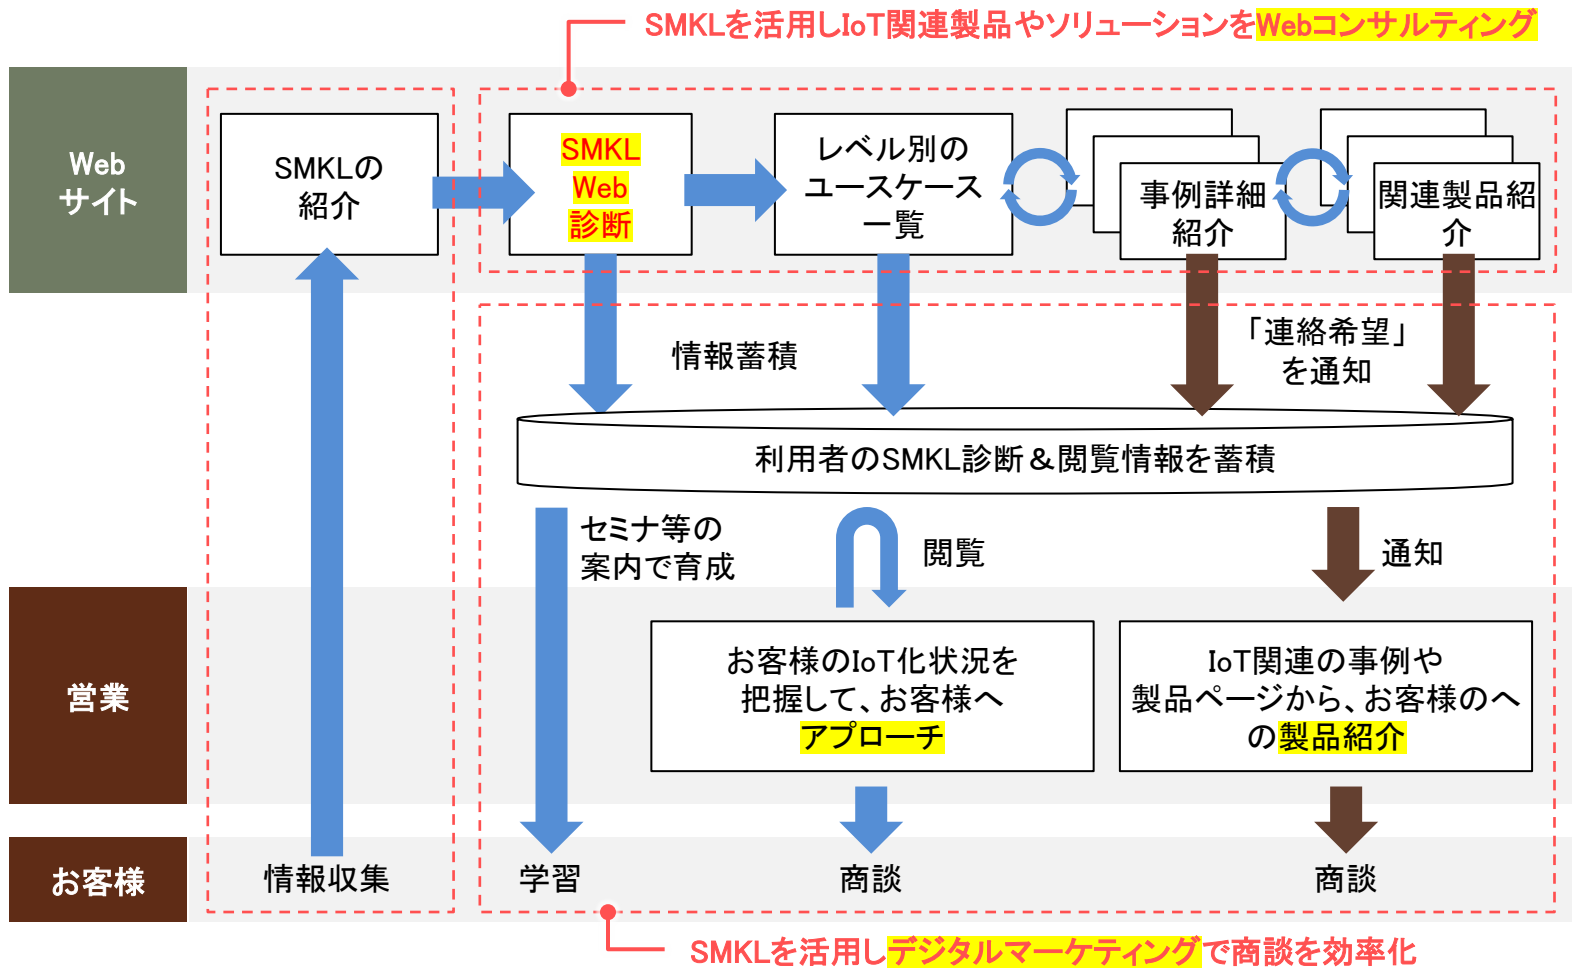 SMKLを活用しIoT関連製品やソリューションをWebコンサルティング
Web
サイト
SMKLの
紹介
SMKL
Web
診断
レベル別の
ユースケース
一覧
事例詳細
紹介
関連製品紹
介
情報蓄積
「連絡希望」
を通知
利用者のSMKL診断＆閲覧情報を蓄積
セミナ等の
案内で育成
閲覧
通知
営業
お客様のIoT化状況を
把握して、お客様へ
アプローチ
IoT関連の事例や
製品ページから、お客様のへ
の製品紹介
お客様
情報収集
学習
商談
商談
SMKLを活用しデジタルマーケティングで商談を効率化